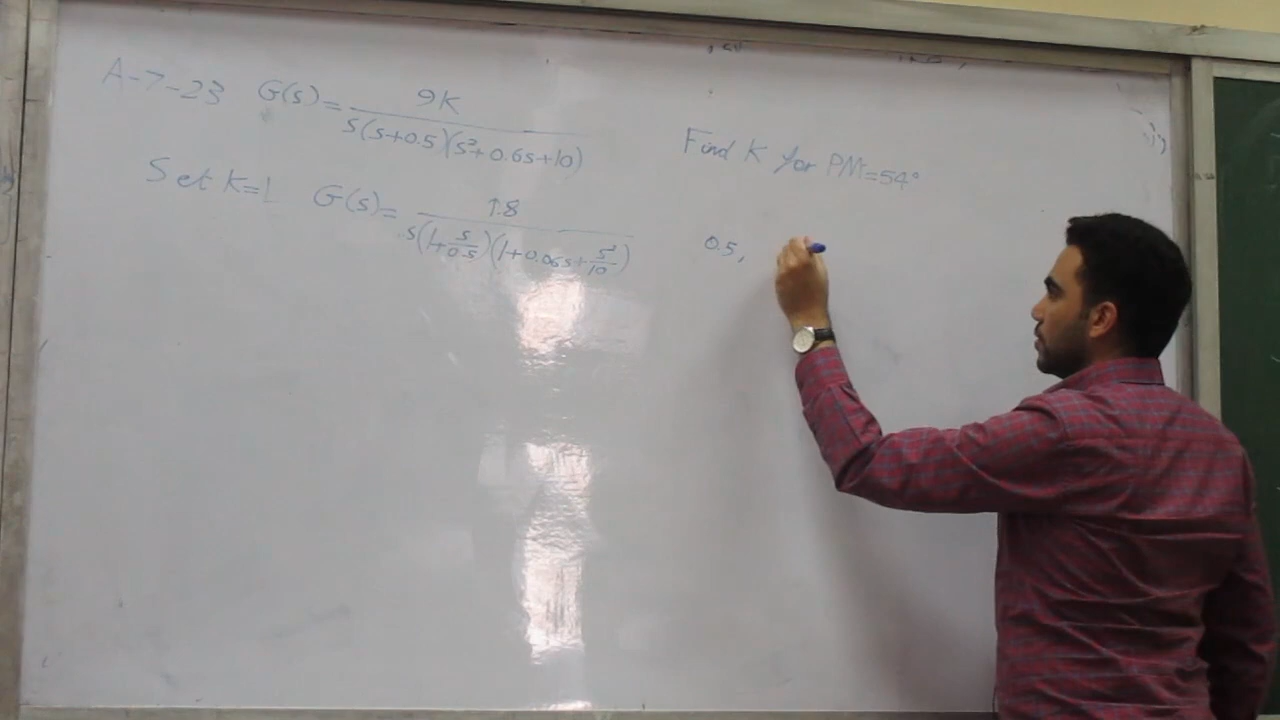 A-7-23 G(s)=9K/s(s+0.5)(s²+0.6s+10)
Find K for PM=54°
Set K=1 G(s)=1.8/s(1+s/0.5)(1+0.06s+s²/10)
0.5,